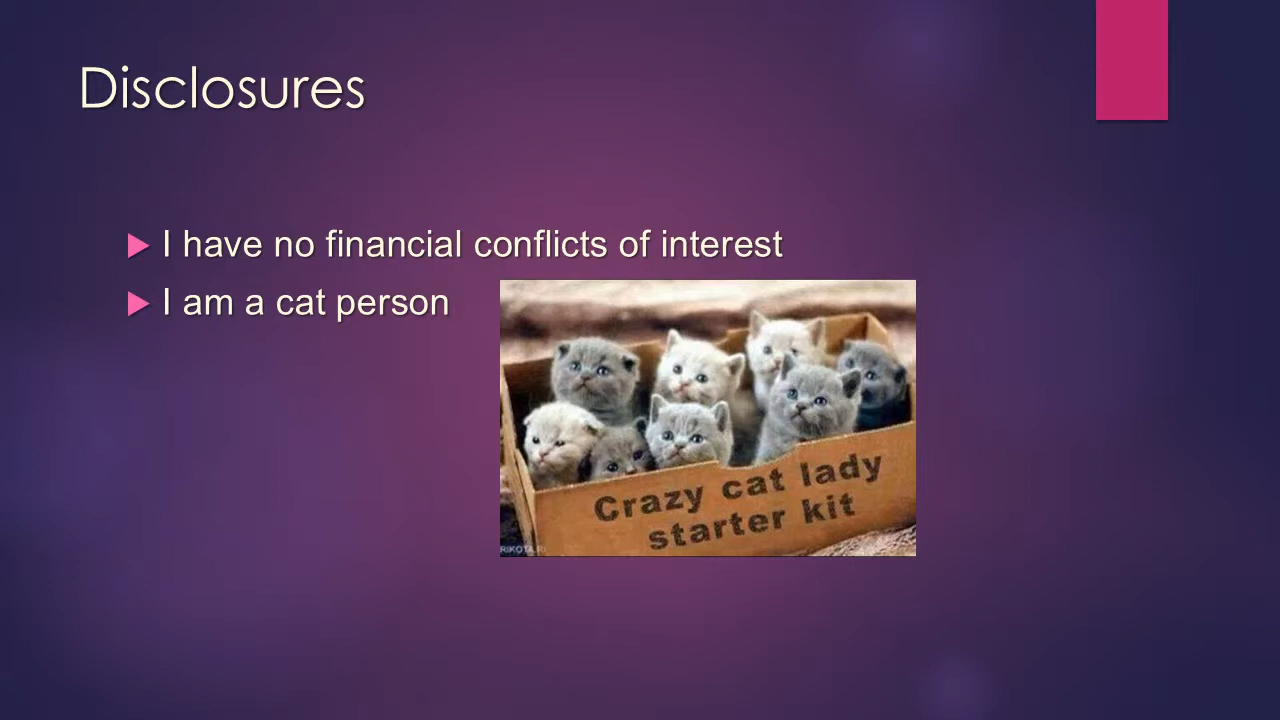 Disclosures
I have no financial conflicts of interest
I am a cat person
Crazy cat lady
starter kit